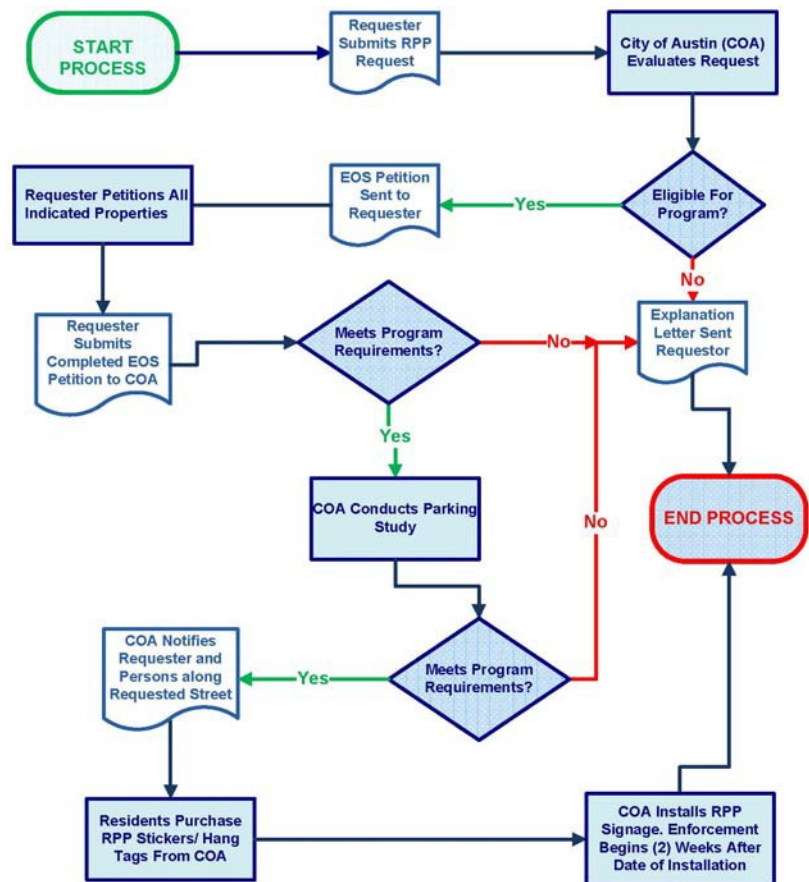 START
PROCESS
Requester
Submits RPP
Request
City of Austin (COA)
Evaluates Request
Eligible For
Program?
Yes
No
EOS Petition
Sent to
Requester
Requester Petitions All
Indicated Properties
Requester
Submits
Completed EOS
Petition to COA
Meets Program
Requirements?
No
Explanation
Letter Sent
Requestor
Yes
COA Conducts Parking
Study
No
END PROCESS
COA Notifies
Requester and
Persons along
Requested Street
Yes
Meets Program
Requirements?
Residents Purchase
RPP Stickers/ Hang
Tags From COA
COA Installs RPP
Signage. Enforcement
Begins (2) Weeks After
Date of Installation